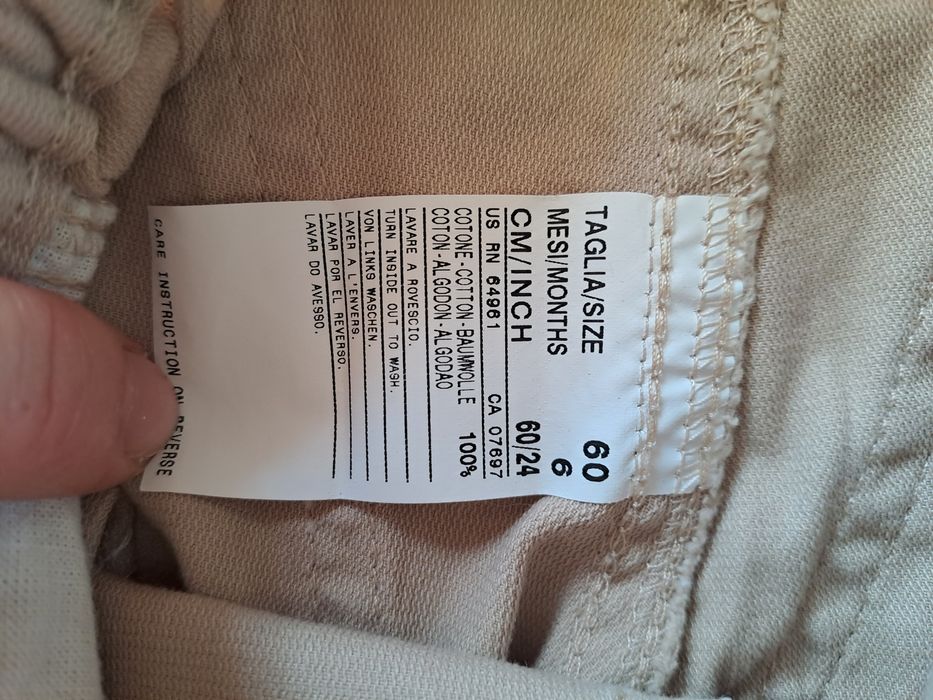 TAGLIA/SIZE 60
MESI/MONTHS 6
CM/INCH 60/24
US RN 64961 CA 07697
COTONE-COTTON-BAUMWOLLE 100%
COTON-ALGODON-ALGODAO
LAVARE A ROVESCIO.
TURN INSIDE OUT TO WASH.
VON LINKS WASCHEN.
LAVER A L'ENVERS.
LAVAR POR EL REVERSO.
LAVAR DO AVESSO.
CARE INSTRUCTION ON REVERSE